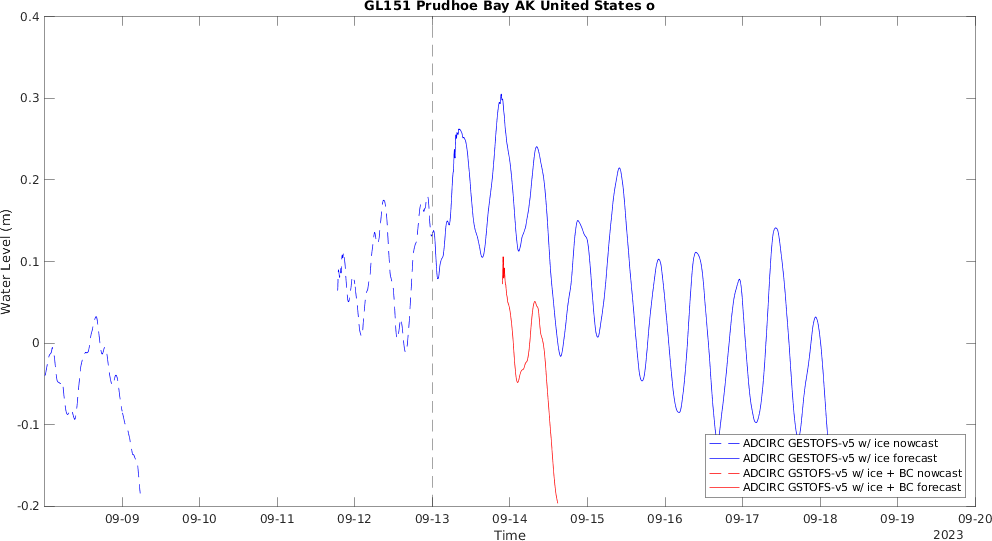 GL151 Prudhoe Bay AK United States o
0.4
0.3
0.2
0.1
0
-0.1
-0.2
Water Level (m)
09-09 09-10 09-11 09-12 09-13 09-14 09-15 09-16 09-17 09-18 09-19 09-20
Time
2023
ADCIRC GESTOFS-v5 w/ ice nowcast
ADCIRC GESTOFS-v5 w/ ice forecast
ADCIRC GSTOFS-v5 w/ ice + BC nowcast
ADCIRC GSTOFS-v5 w/ ice + BC forecast